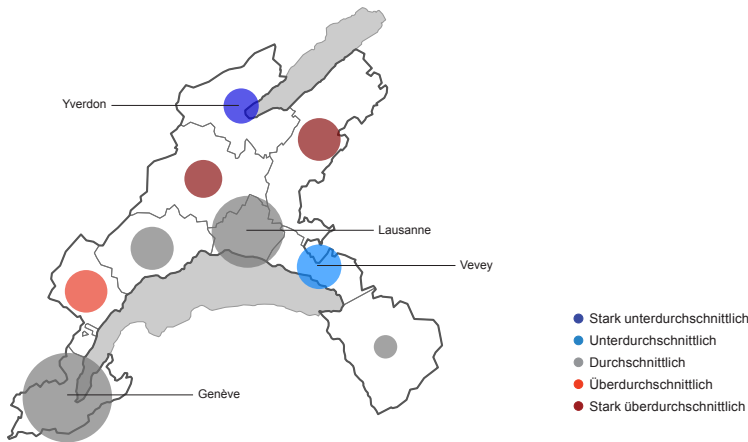 Yverdon
Lausanne
Vevey
Genève
Stark unterdurchschnittlich
Unterdurchschnittlich
Durchschnittlich
Überdurchschnittlich
Stark überdurchschnittlich